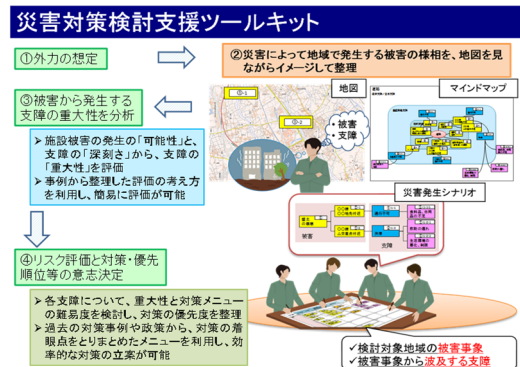 災害対策検討支援ツールキット
①外力の想定
②災害によって地域で発生する被害の様相を、地図を見
ながらイメージして整理
③被害から発生する
支障の重大性を分析
➢施設被害の発生の「可能性」と、
支障の「深刻さ」から、支障の
「重大性」を評価
➢事例から整理した評価の考え方
を利用し、簡易に評価が可能
地図
②-1
②-2
・被害
・支障
マインドマップ
災害発生シナリオ
被害
支障
④リスク評価と対策・優先
順位等の意志決定
➢各支障について、重大性と対策メニュー
の難易度を検討し、対策の優先度を整理
➢過去の対策事例や政策から、対策の着
眼点をとりまとめたメニューを利用し、効
率的な対策の立案が可能
✓検討対象地域の被害事象
✓被害事象から波及する支障